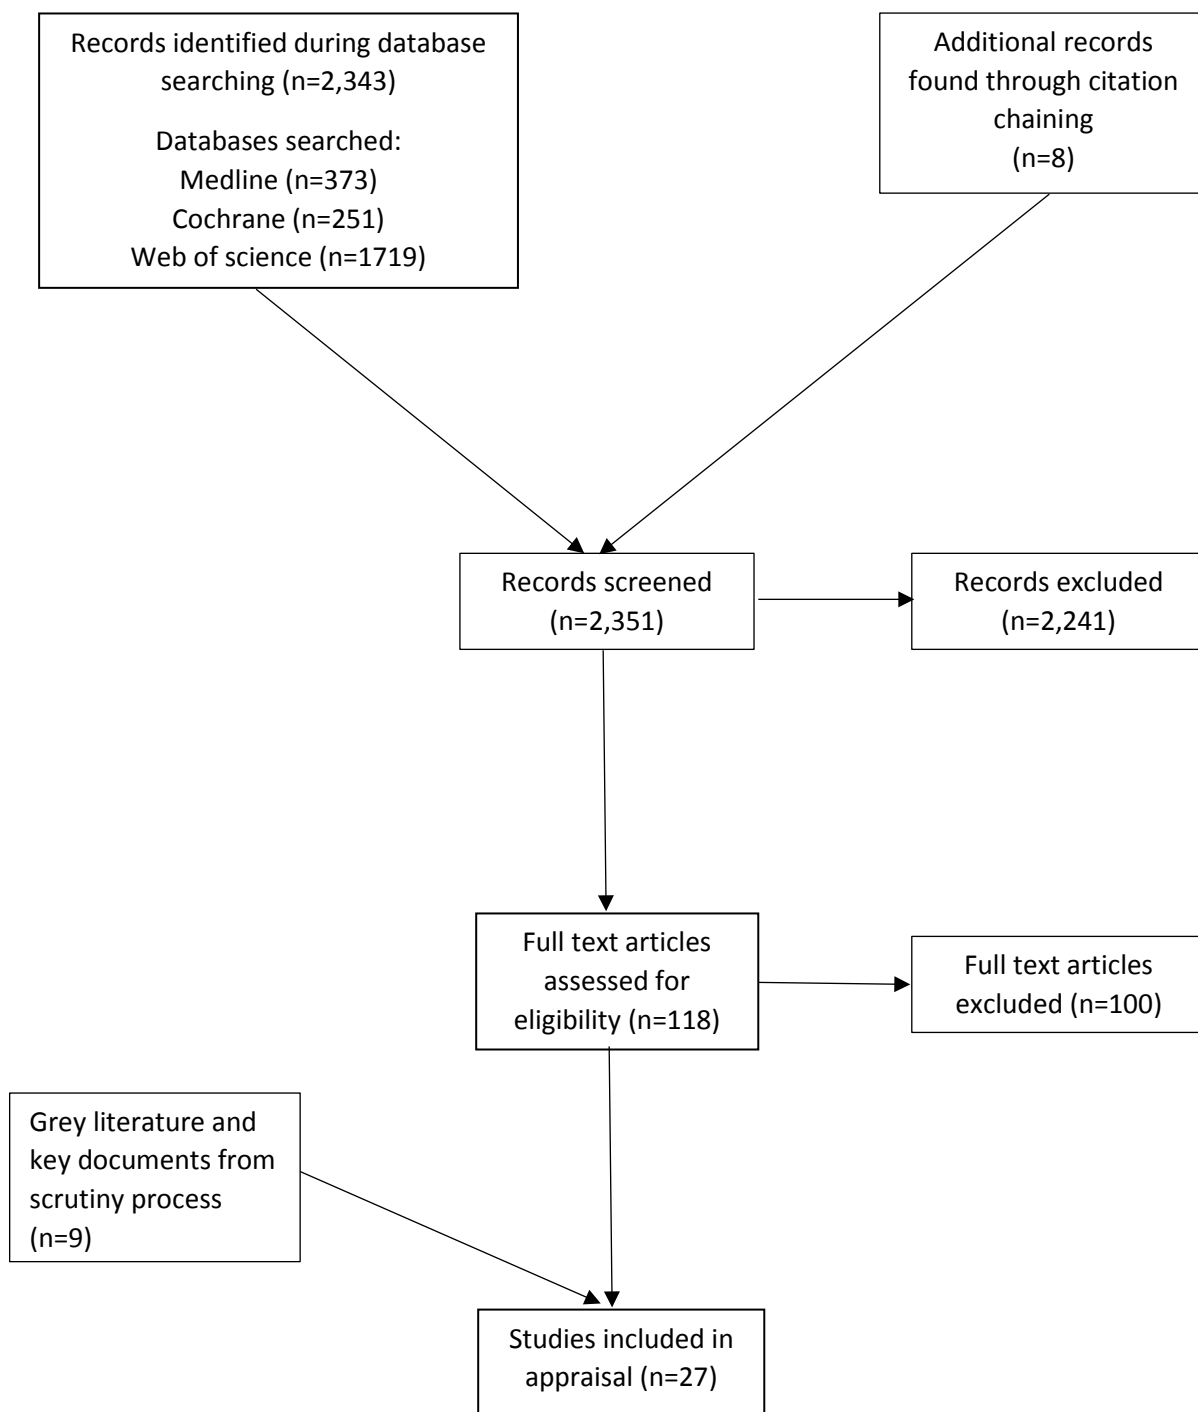 Records identified during database
searching (n=2,343)
Databases searched:
Medline (n=373)
Cochrane (n=251)
Web of science (n=1719)
Additional records
found through citation
chaining
(n=8)
Records screened
(n=2,351)
Records excluded
(n=2,241)
Full text articles
assessed for
eligibility (n=118)
Full text articles
excluded (n=100)
Grey literature and
key documents from
scrutiny process
(n=9)
Studies included in
appraisal (n=27)